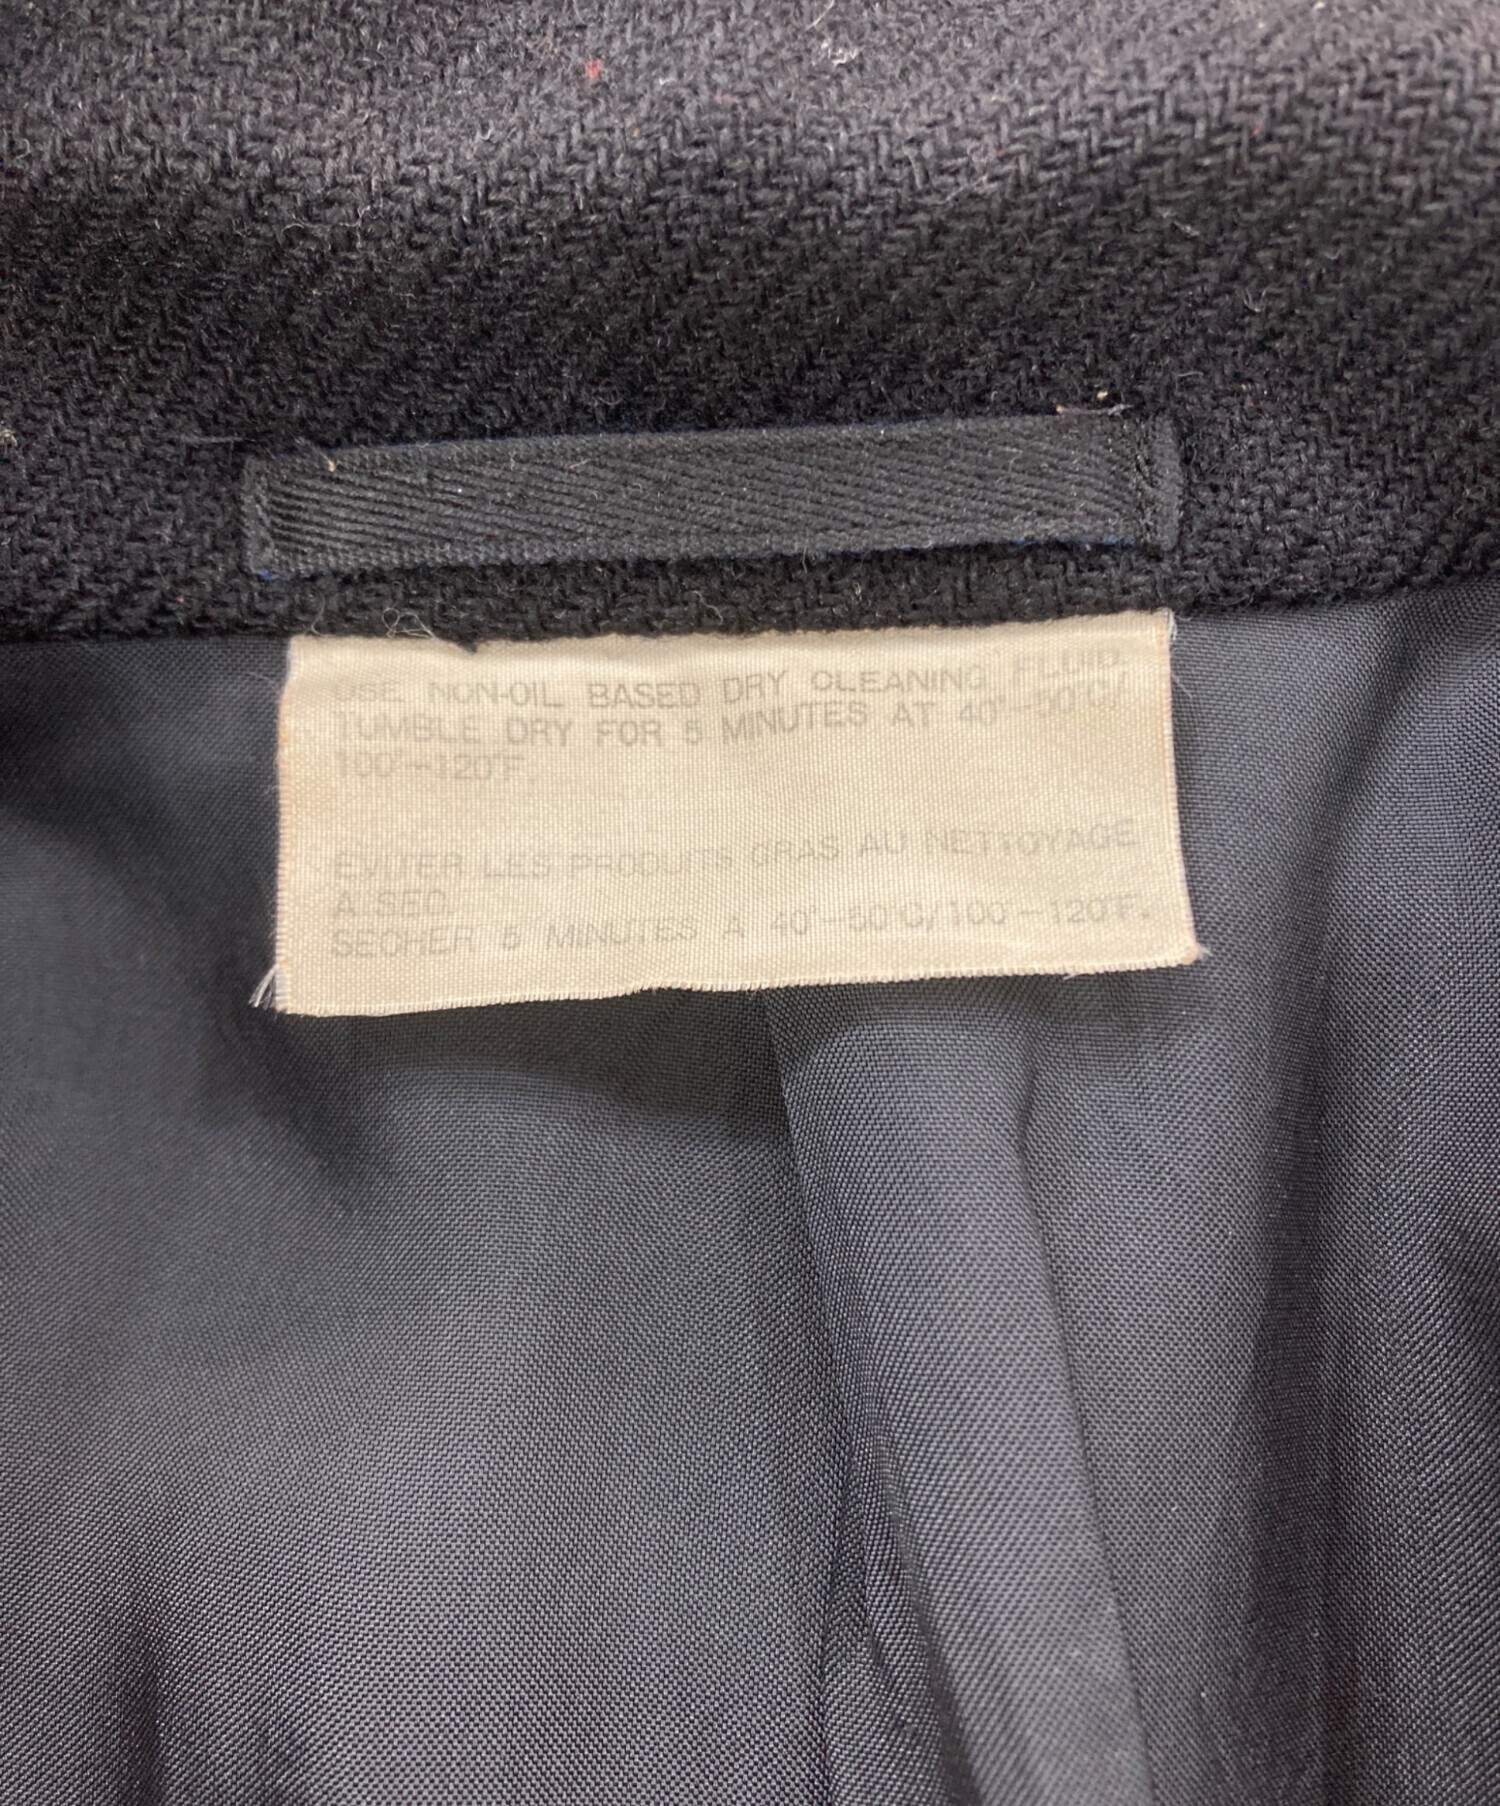 USE NON-OIL BASED DRY CLEANING FLUID.
TUMBLE DRY FOR 5 MINUTES AT 40°-50°C/
100°-120°F.
EVITER LES PRODUITS GRAS AU NETTOYAGE
A SEC.
SECHER 5 MINUTES A 40°-50°C/100°-120°F.